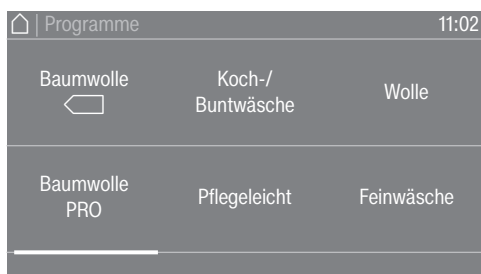 | Programme 11:02
Baumwolle
Koch-/
Buntwäsche
Wolle
Baumwolle
PRO
Pflegeleicht
Feinwäsche